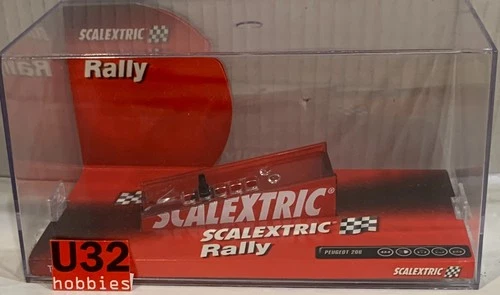 SCALEXTRIC
Rally
SCALEXTRIC®
SCALEXTRIC
Rally
PEUGEOT 206
SCALEXTRIC
U32
hobbies